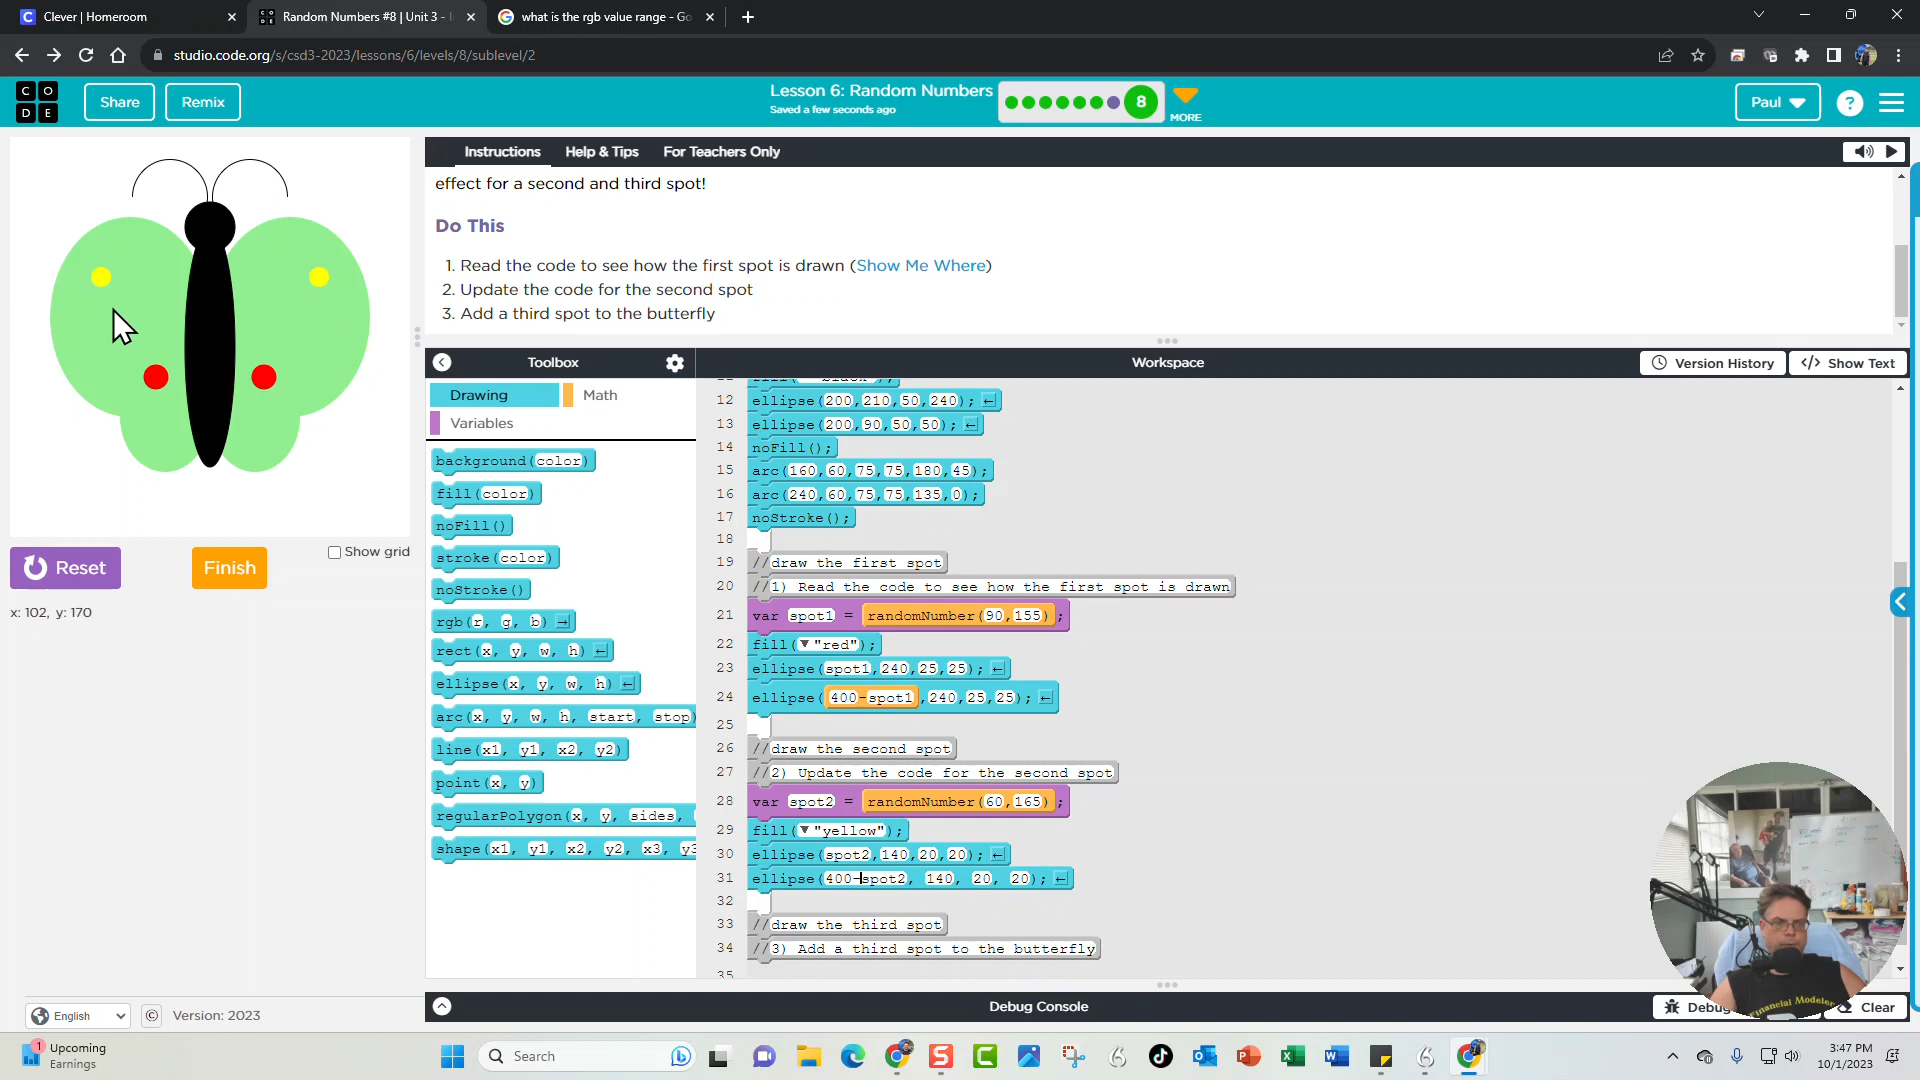 Clever | Homeroom
Random Numbers #8 | Unit 3 -
what is the rgb value range - Go
studio.code.org/s/csd3-2023/lessons/6/levels/8/sublevel/2
C O
D E
Share
Remix
Lesson 6: Random Numbers
Saved a few seconds ago
8
MORE
Paul
?
Instructions
Help & Tips
For Teachers Only
effect for a second and third spot!
Do This
1. Read the code to see how the first spot is drawn (Show Me Where)
2. Update the code for the second spot
3. Add a third spot to the butterfly
Toolbox
Workspace
Version History
</> Show Text
Drawing
Math
Variables
background(color)
fill(color)
noFill()
stroke(color)
noStroke()
rgb(r, g, b)
rect(x, y, w, h)
ellipse(x, y, w, h)
arc(x, y, w, h, start, stop)
line(x1, y1, x2, y2)
point(x, y)
regularPolygon(x, y, sides,
shape(x1, y1, x2, y2, x3, y3
12 ellipse(200,210,50,240);
13 ellipse(200,90,50,50);
14 noFill();
15 arc(160,60,75,75,180,45);
16 arc(240,60,75,75,135,0);
17 noStroke();
18
19 //draw the first spot
20 //1) Read the code to see how the first spot is drawn
21 var spot1 = randomNumber(90,155);
22 fill("red");
23 ellipse(spot1,240,25,25);
24 ellipse(400-spot1,240,25,25);
25
26 //draw the second spot
27 //2) Update the code for the second spot
28 var spot2 = randomNumber(60,165);
29 fill("yellow");
30 ellipse(spot2,140,20,20);
31 ellipse(400-spot2, 140, 20, 20);
32
33 //draw the third spot
34 //3) Add a third spot to the butterfly
35
Reset
Finish
Show grid
x: 102, y: 170
Debug Console
Clear
Financial Modeler
English
©
Version: 2023
1
Upcoming
Earnings
Search
3:47 PM
10/1/2023